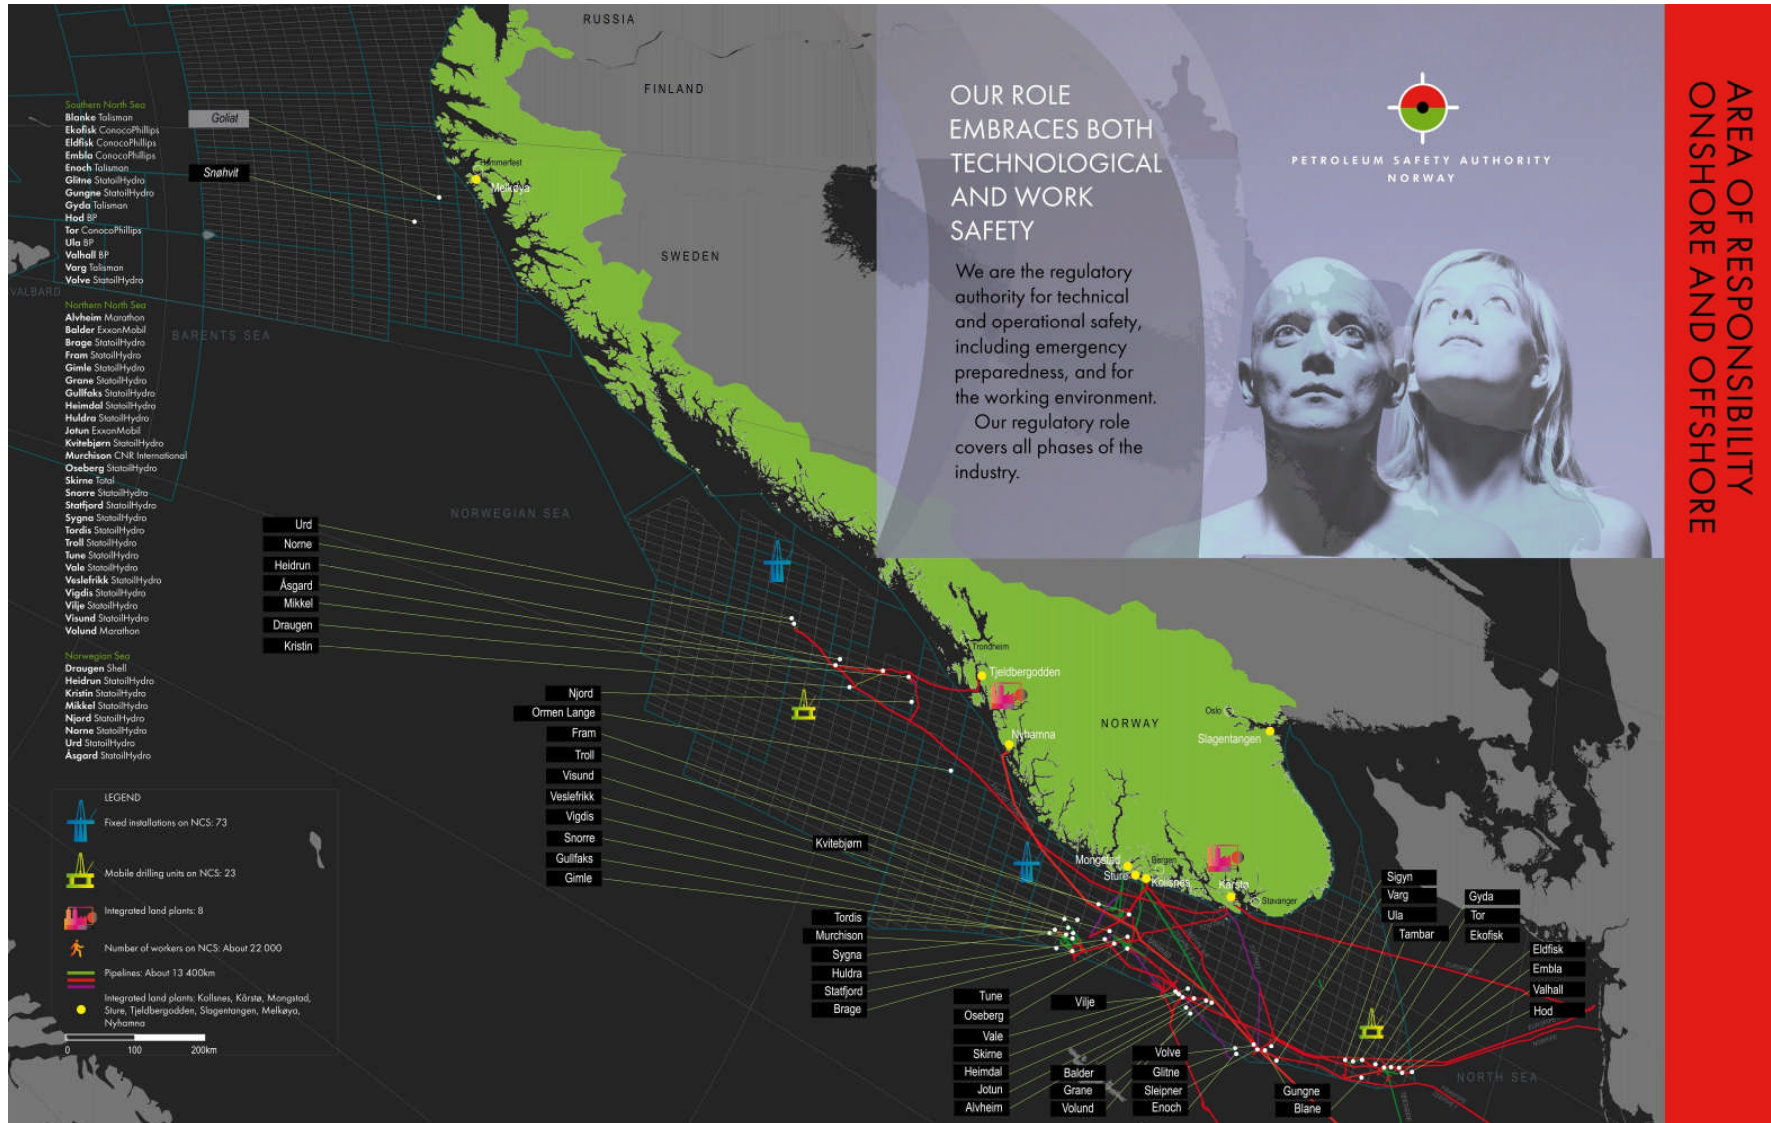 AREA OF RESPONSIBILITY
ONSHORE AND OFFSHORE
OUR ROLE
EMBRACES BOTH
TECHNOLOGICAL
AND WORK
SAFETY
We are the regulatory
authority for technical
and operational safety,
including emergency
preparedness, and for
the working environment.
Our regulatory role
covers all phases of the
industry.
PETROLEUM SAFETY AUTHORITY
NORWAY
RUSSIA
FINLAND
SWEDEN
NORWAY
BARENTS SEA
NORWEGIAN SEA
NORTH SEA
Southern North Sea
Blanke Talisman
Ekofisk ConocoPhillips
Eldfisk ConocoPhillips
Embla ConocoPhillips
Enoch Talisman
Glitne StatoilHydro
Gungne StatoilHydro
Gyda Talisman
Hod BP
Tor ConocoPhillips
Ula BP
Valhall BP
Varg Talisman
Volve StatoilHydro
Northern North Sea
Alvheim Marathon
Balder ExxonMobil
Brage StatoilHydro
Fram StatoilHydro
Gimle StatoilHydro
Grane StatoilHydro
Gullfaks StatoilHydro
Heimdal StatoilHydro
Huldra StatoilHydro
Jotun ExxonMobil
Kvitebjørn StatoilHydro
Murchison CNR International
Oseberg StatoilHydro
Skirne Total
Snorre StatoilHydro
Statfjord StatoilHydro
Sygna StatoilHydro
Tordis StatoilHydro
Troll StatoilHydro
Tune StatoilHydro
Vale StatoilHydro
Veslefrikk StatoilHydro
Vigdis StatoilHydro
Vilje StatoilHydro
Visund StatoilHydro
Volund Marathon
Norwegian Sea
Draugen Shell
Heidrun StatoilHydro
Kristin StatoilHydro
Mikkel StatoilHydro
Njord StatoilHydro
Norne StatoilHydro
Urd StatoilHydro
Åsgard StatoilHydro
LEGEND
Fixed installations on NCS: 73
Mobile drilling units on NCS: 23
Integrated land plants: 8
Number of workers on NCS: About 22 000
Pipelines: About 13 400km
Integrated land plants: Kollsnes, Kårstø, Mongstad,
Sture, Tjeldbergodden, Slagentangen, Melkøya,
Nyhamna
0 100 200km
Goliat
Snøhvit
Hammerfest
Melkøya
Urd
Norne
Heidrun
Åsgard
Mikkel
Draugen
Kristin
Njord
Ormen Lange
Fram
Troll
Visund
Veslefrikk
Vigdis
Snorre
Gullfaks
Gimle
Kvitebjørn
Trondheim
Tjeldbergodden
Nyhamna
Oslo
Slagentangen
Mongstad
Bergen
Sture
Kollsnes
Kårstø
Stavanger
Tordis
Murchison
Sygna
Huldra
Statfjord
Brage
Tune
Oseberg
Vale
Skirne
Heimdal
Jotun
Alvheim
Vilje
Balder
Grane
Volund
Volve
Glitne
Sleipner
Enoch
Gungne
Blane
Sigyn
Varg
Ula
Tambar
Gyda
Tor
Ekofisk
Eldfisk
Embla
Valhall
Hod